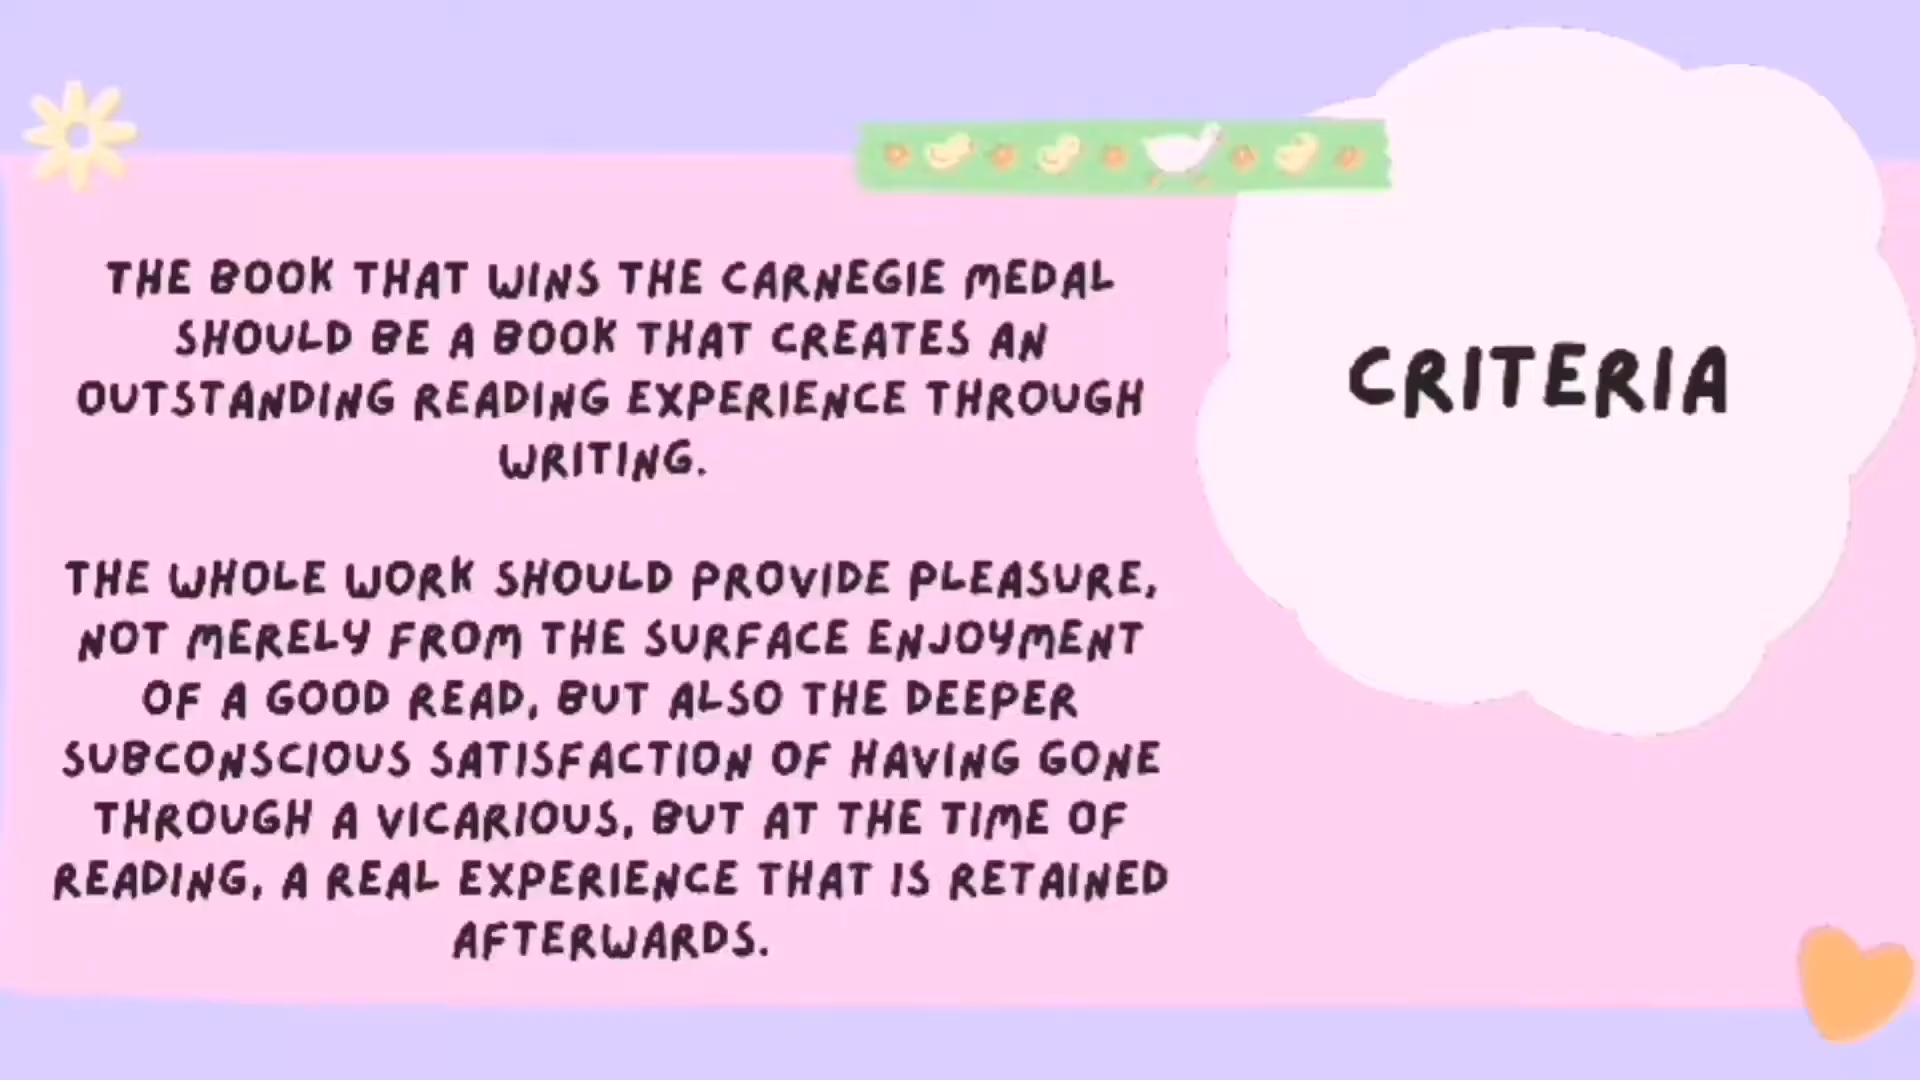 THE BOOK THAT WINS THE CARNEGIE MEDAL
SHOULD BE A BOOK THAT CREATES AN
OUTSTANDING READING EXPERIENCE THROUGH
WRITING.
THE WHOLE WORK SHOULD PROVIDE PLEASURE,
NOT MERELY FROM THE SURFACE ENJOYMENT
OF A GOOD READ, BUT ALSO THE DEEPER
SUBCONSCIOUS SATISFACTION OF HAVING GONE
THROUGH A VICARIOUS, BUT AT THE TIME OF
READING, A REAL EXPERIENCE THAT IS RETAINED
AFTERWARDS.
CRITERIA